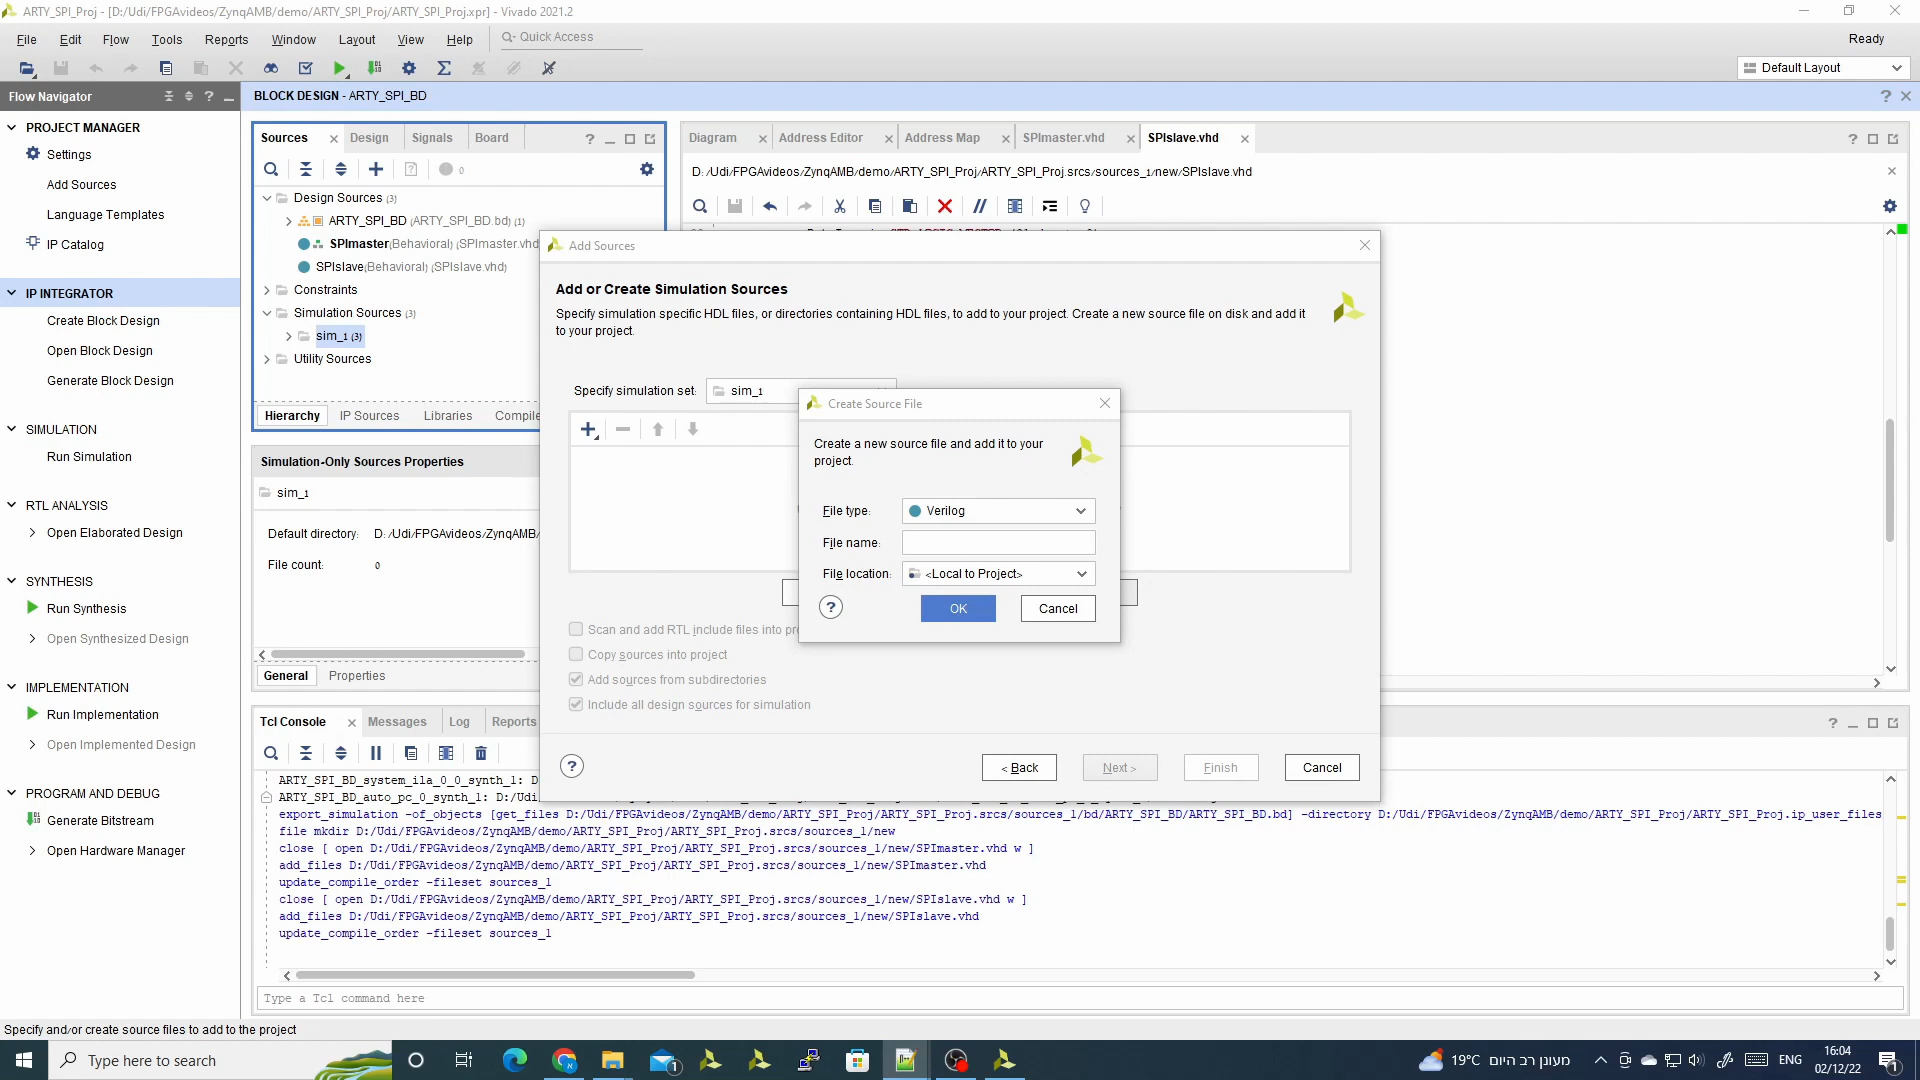 ARTY_SPI_Proj - [D:/Udi/FPGAvideos/ZynqAMB/demo/ARTY_SPI_Proj/ARTY_SPI_Proj.xpr] - Vivado 2021.2
File Edit Flow Tools Reports Window Layout View Help Quick Access Ready
Default Layout
Flow Navigator ? BLOCK DESIGN - ARTY_SPI_BD ?
PROJECT MANAGER
Settings
Add Sources
Language Templates
IP Catalog
IP INTEGRATOR
Create Block Design
Open Block Design
Generate Block Design
SIMULATION
Run Simulation
RTL ANALYSIS
Open Elaborated Design
SYNTHESIS
Run Synthesis
Open Synthesized Design
IMPLEMENTATION
Run Implementation
Open Implemented Design
PROGRAM AND DEBUG
Generate Bitstream
Open Hardware Manager
Sources Design Signals Board ?
0
Design Sources (3)
ARTY_SPI_BD (ARTY_SPI_BD.bd) (1)
SPImaster(Behavioral) (SPImaster.vhd
SPIslave(Behavioral) (SPIslave.vhd)
Constraints
Simulation Sources (3)
sim_1 (3)
Utility Sources
Hierarchy IP Sources Libraries Compile
Simulation-Only Sources Properties
sim_1
Default directory: D:/Udi/FPGAvideos/ZynqAMB/
File count: 0
General Properties
Diagram Address Editor Address Map SPImaster.vhd SPIslave.vhd ?
D:/Udi/FPGAvideos/ZynqAMB/demo/ARTY_SPI_Proj/ARTY_SPI_Proj.srcs/sources_1/new/SPIslave.vhd
Add Sources
Add or Create Simulation Sources
Specify simulation specific HDL files, or directories containing HDL files, to add to your project. Create a new source file on disk and add it
to your project.
Specify simulation set: sim_1
Scan and add RTL include files into pro
Copy sources into project
Add sources from subdirectories
Include all design sources for simulation
? < Back Next > Finish Cancel
Create Source File
Create a new source file and add it to your
project.
File type: Verilog
File name:
File location: <Local to Project>
? OK Cancel
Tcl Console Messages Log Reports ?
ARTY_SPI_BD_system_ila_0_0_synth_1: D
ARTY_SPI_BD_auto_pc_0_synth_1: D:/Udi
export_simulation -of_objects [get_files D:/Udi/FPGAvideos/ZynqAMB/demo/ARTY_SPI_Proj/ARTY_SPI_Proj.srcs/sources_1/bd/ARTY_SPI_BD/ARTY_SPI_BD.bd] -directory D:/Udi/FPGAvideos/ZynqAMB/demo/ARTY_SPI_Proj/ARTY_SPI_Proj.ip_user_files
file mkdir D:/Udi/FPGAvideos/ZynqAMB/demo/ARTY_SPI_Proj/ARTY_SPI_Proj.srcs/sources_1/new
close [ open D:/Udi/FPGAvideos/ZynqAMB/demo/ARTY_SPI_Proj/ARTY_SPI_Proj.srcs/sources_1/new/SPImaster.vhd w ]
add_files D:/Udi/FPGAvideos/ZynqAMB/demo/ARTY_SPI_Proj/ARTY_SPI_Proj.srcs/sources_1/new/SPImaster.vhd
update_compile_order -fileset sources_1
close [ open D:/Udi/FPGAvideos/ZynqAMB/demo/ARTY_SPI_Proj/ARTY_SPI_Proj.srcs/sources_1/new/SPIslave.vhd w ]
add_files D:/Udi/FPGAvideos/ZynqAMB/demo/ARTY_SPI_Proj/ARTY_SPI_Proj.srcs/sources_1/new/SPIslave.vhd
update_compile_order -fileset sources_1
Type a Tcl command here
Specify and/or create source files to add to the project
Type here to search 1 19°C מעונן רב היום ENG 16:04
02/12/22 1